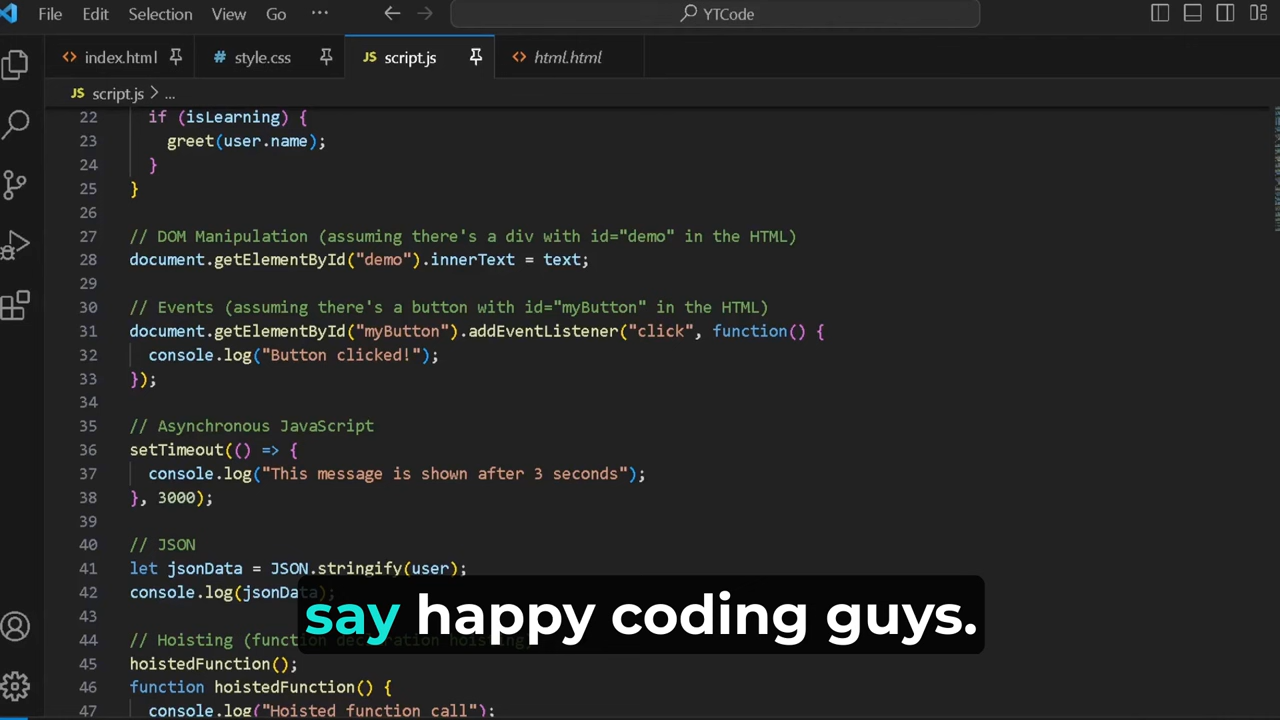 File Edit Selection View Go ··· YTCode
index.html # style.css JS script.js html.html
JS script.js > ...
22 if (isLearning) {
23 greet(user.name);
24 }
25 }
26
27 // DOM Manipulation (assuming there's a div with id="demo" in the HTML)
28 document.getElementById("demo").innerText = text;
29
30 // Events (assuming there's a button with id="myButton" in the HTML)
31 document.getElementById("myButton").addEventListener("click", function() {
32 console.log("Button clicked!");
33 });
34
35 // Asynchronous JavaScript
36 setTimeout(() => {
37 console.log("This message is shown after 3 seconds");
38 }, 3000);
39
40 // JSON
41 let jsonData = JSON.stringify(user);
42 console.log(jsonData);
43
say happy coding guys.
44 // Hoisting (function declaration hoisting)
45 hoistedFunction();
46 function hoistedFunction() {
47 console.log("Hoisted function call");